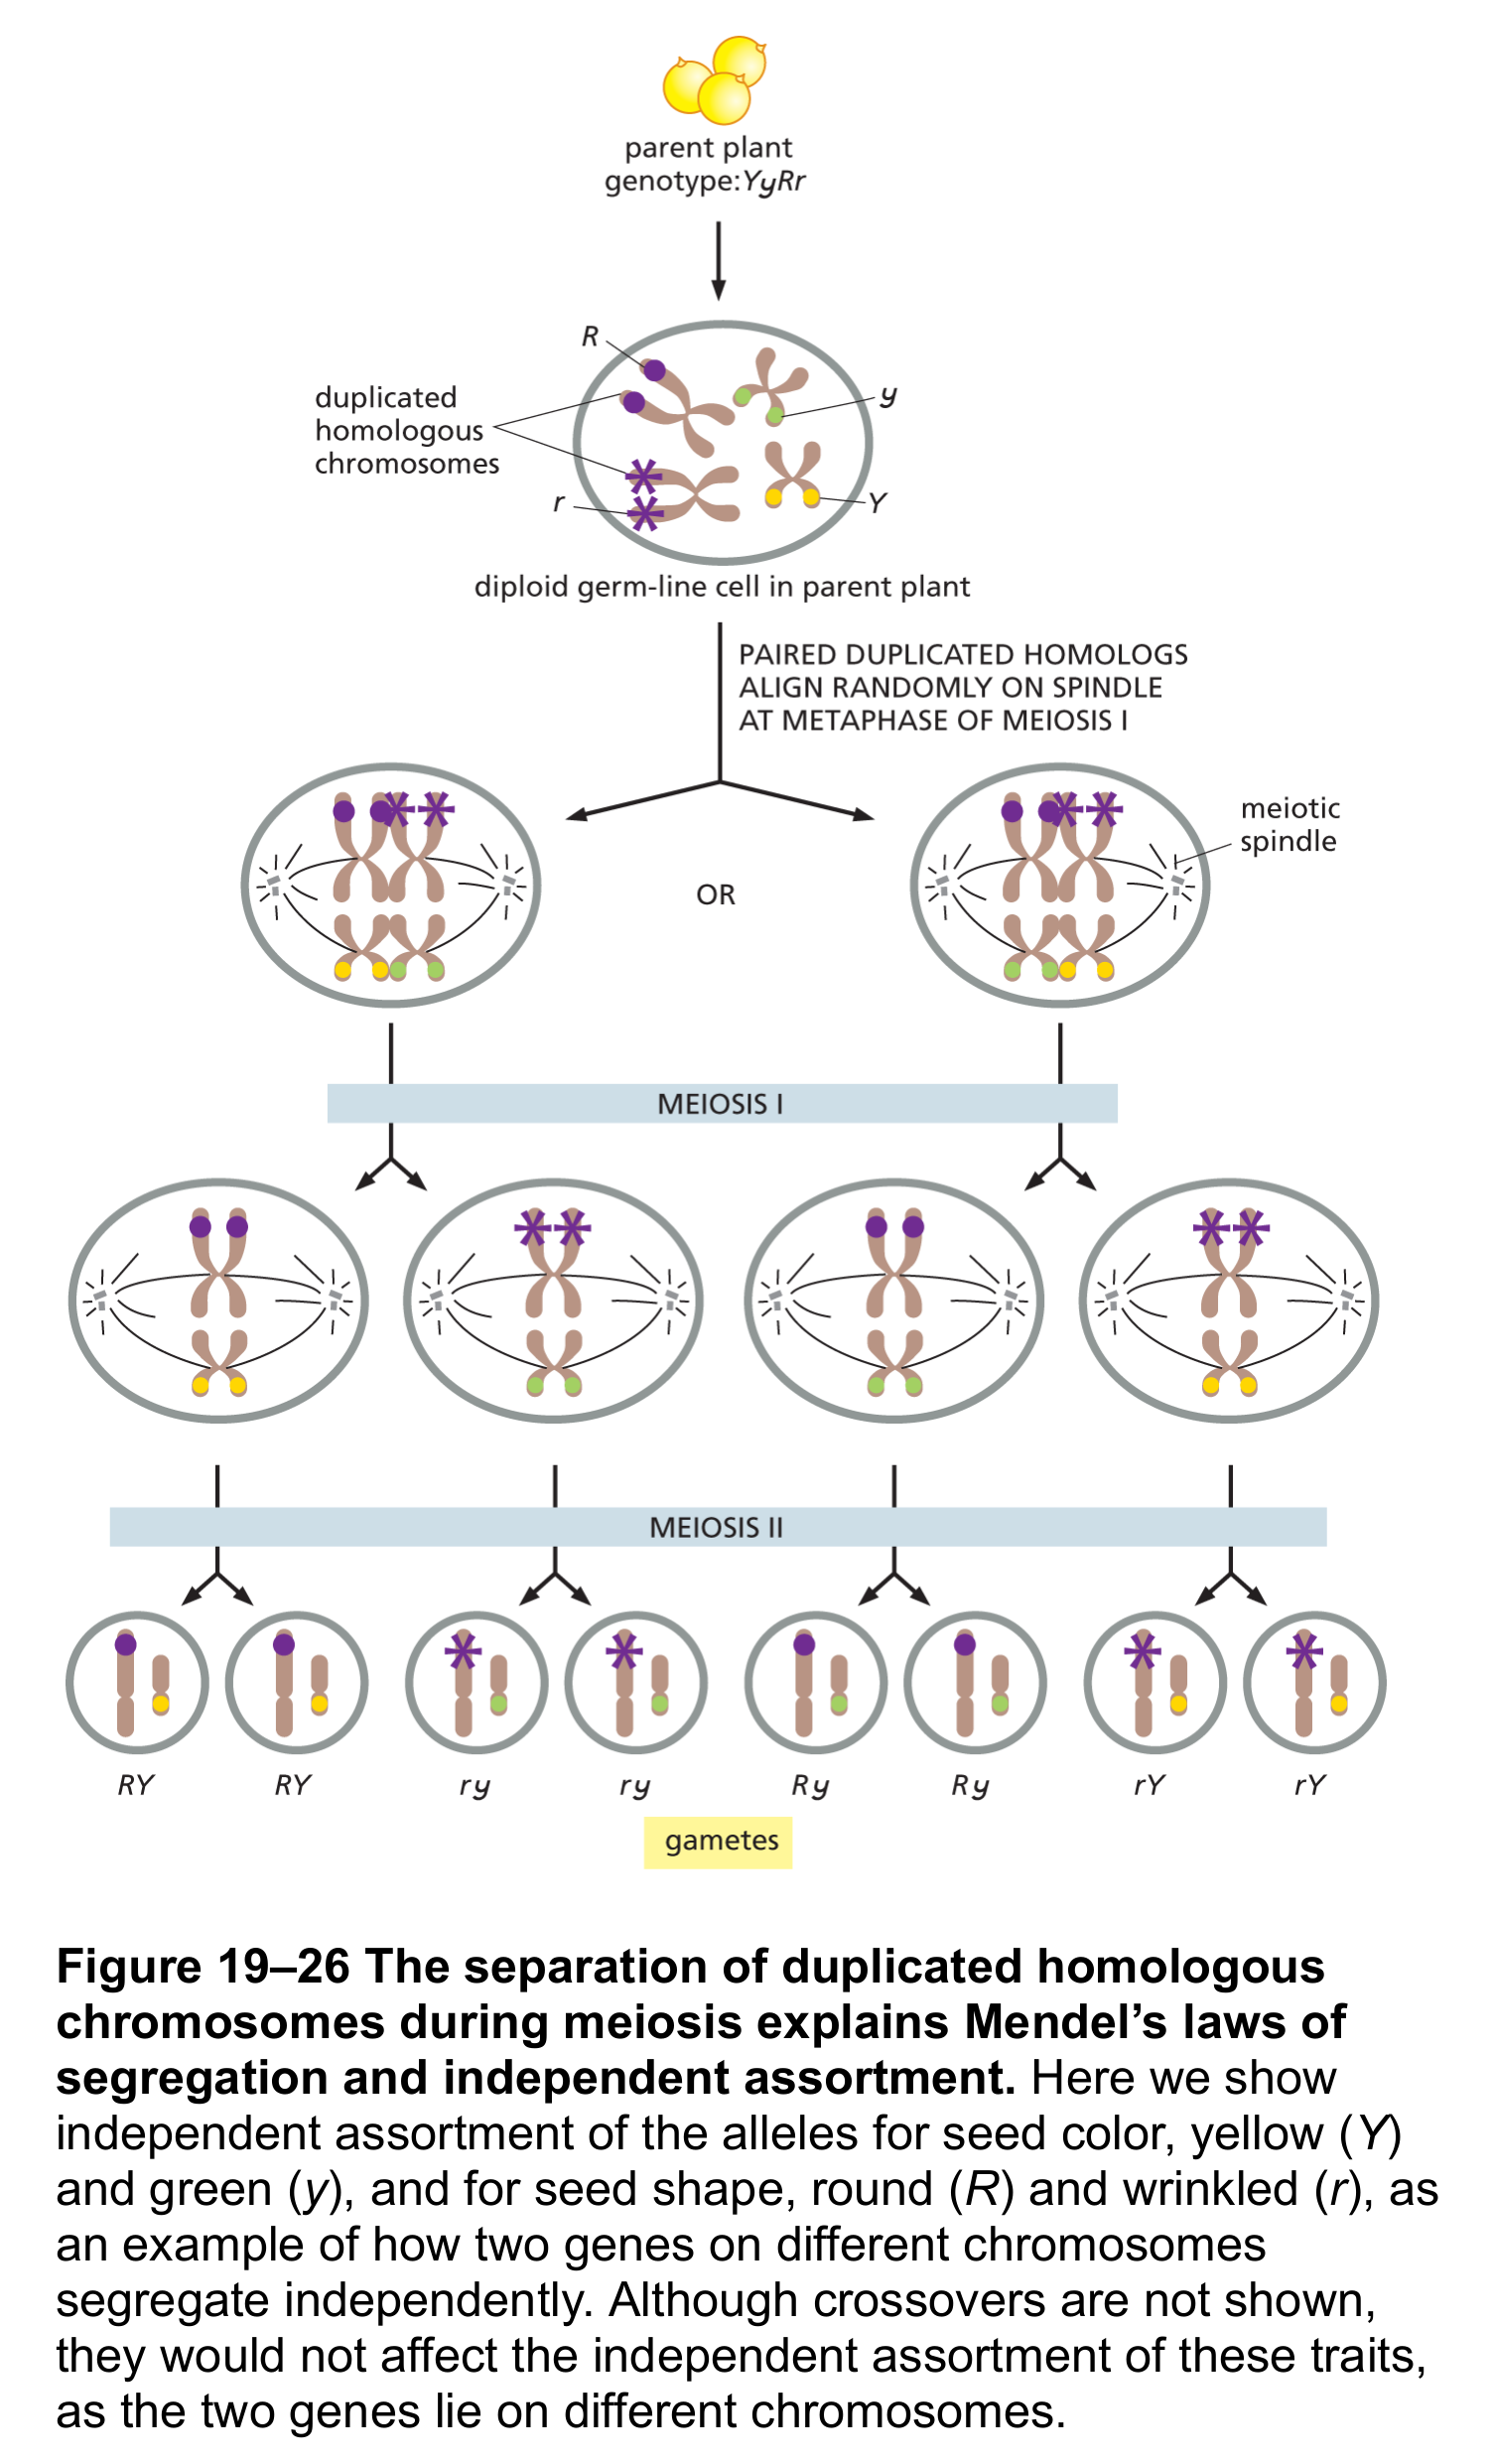 parent plant
genotype:YyRr
R
duplicated
homologous
chromosomes
y
r
Y
diploid germ-line cell in parent plant
PAIRED DUPLICATED HOMOLOGS
ALIGN RANDOMLY ON SPINDLE
AT METAPHASE OF MEIOSIS I
meiotic
spindle
OR
MEIOSIS I
MEIOSIS II
RY RY ry ry Ry Ry rY rY
gametes
Figure 19–26 The separation of duplicated homologous
chromosomes during meiosis explains Mendel’s laws of
segregation and independent assortment. Here we show
independent assortment of the alleles for seed color, yellow (Y)
and green (y), and for seed shape, round (R) and wrinkled (r), as
an example of how two genes on different chromosomes
segregate independently. Although crossovers are not shown,
they would not affect the independent assortment of these traits,
as the two genes lie on different chromosomes.